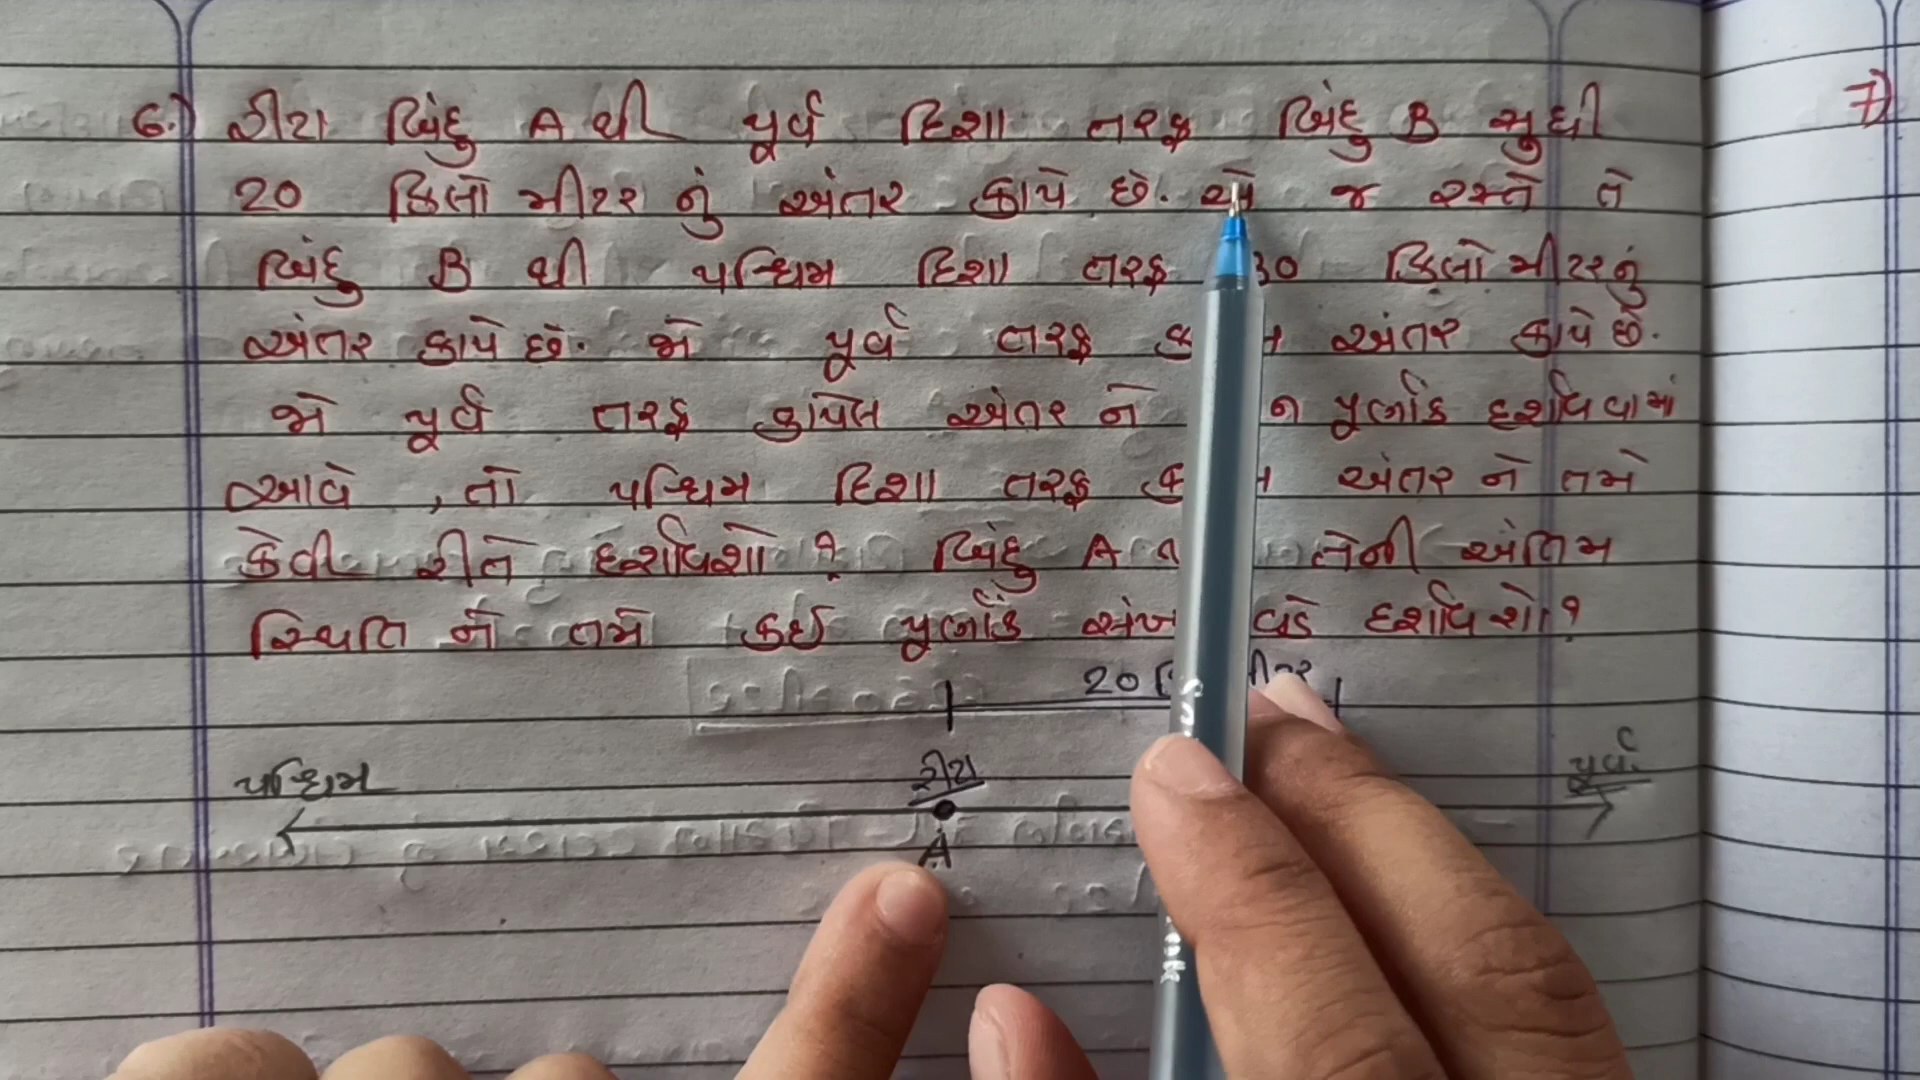 6.) રીટા બિંદુ A થી પૂર્વ દિશા તરફ બિંદુ B સુધી
20 કિલોમીટર નું અંતર કાપે છે. એ જ રસ્તે તે
બિંદુ B થી પશ્ચિમ દિશા તરફ 30 કિલોમીટરનું
અંતર કાપે છે. જો પૂર્વ તરફ અંતર કાપે છે.
જો પૂર્વ તરફ કાપેલ અંતર ને પૂર્ણાંક દર્શાવવામાં
આવે , તો પશ્ચિમ દિશા તરફ અંતર ને તમે
કેવી રીતે દર્શાવશો ? બિંદુ A તેની અંતિમ
સ્થિતિ ને તમે કઈ પૂર્ણાંક વડે દર્શાવશો ?
20
પશ્ચિમ રીટા પૂર્વ
A
7)